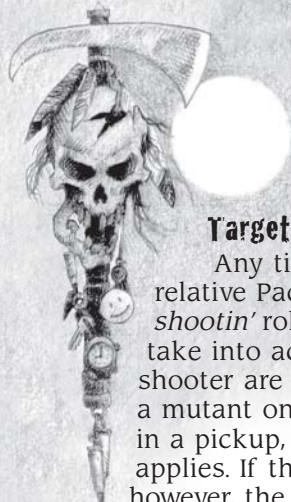 Target
Any ti
relative Pac
shootin' rol
take into ac
shooter are
a mutant on
in a pickup,
applies. If th
however, the